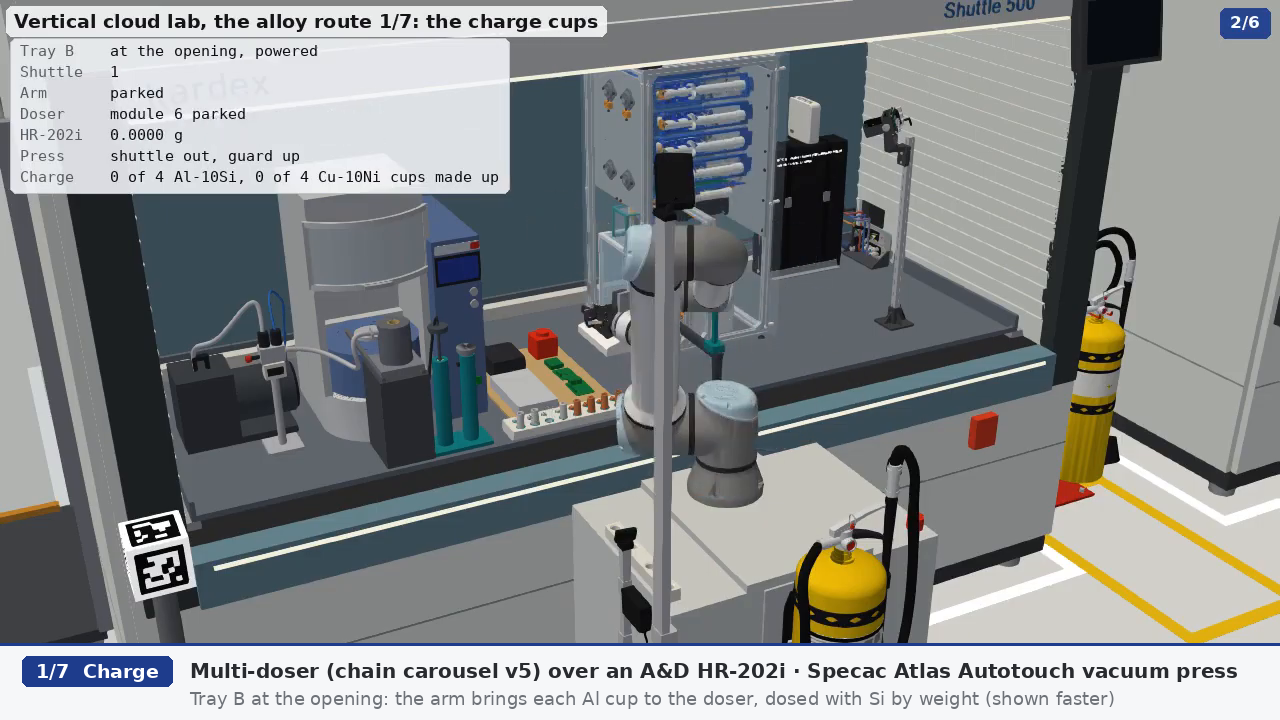 Vertical cloud lab, the alloy route 1/7: the charge cups
2/6
Shuttle 500
Tray B at the opening, powered
Shuttle 1
Arm parked
Doser module 6 parked
HR-202i 0.0000 g
Press shuttle out, guard up
Charge 0 of 4 Al-10Si, 0 of 4 Cu-10Ni cups made up
1/7 Charge
Multi-doser (chain carousel v5) over an A&D HR-202i · Specac Atlas Autotouch vacuum press
Tray B at the opening: the arm brings each Al cup to the doser, dosed with Si by weight (shown faster)